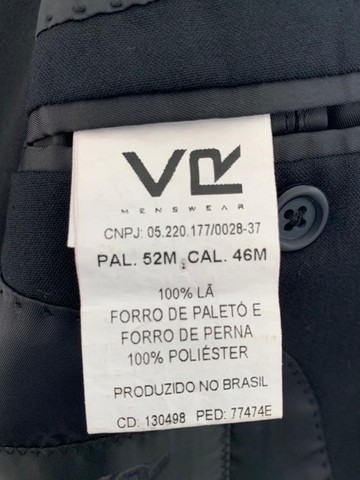 VR
MENSWEAR
CNPJ: 05.220.177/0028-37
PAL. 52M CAL. 46M
100% LÃ
FORRO DE PALETÓ E
FORRO DE PERNA
100% POLIÉSTER
PRODUZIDO NO BRASIL
CD: 130498 PED: 77474E